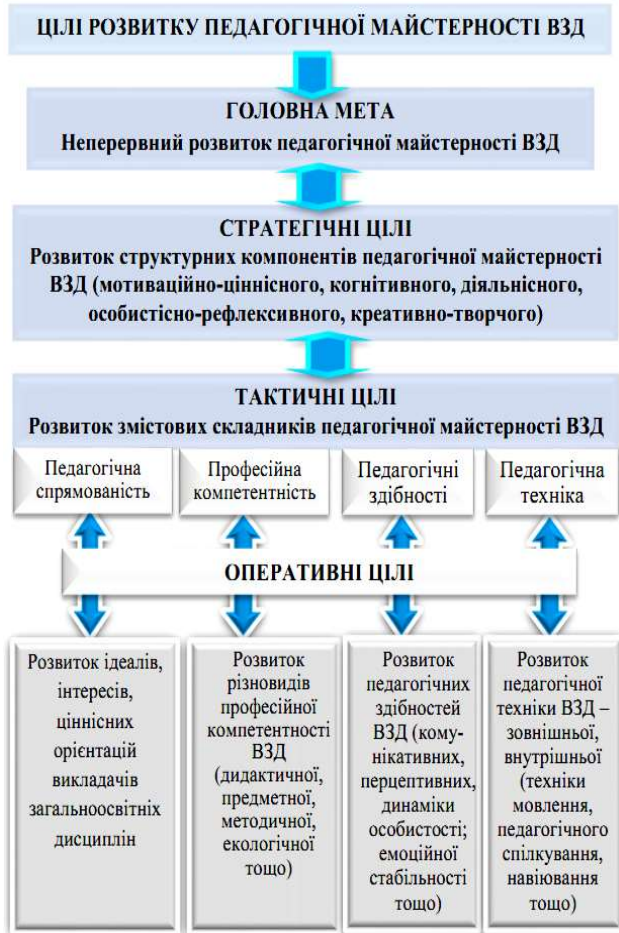 ЦІЛІ РОЗВИТКУ ПЕДАГОГІЧНОЇ МАЙСТЕРНОСТІ ВЗД
ГОЛОВНА МЕТА
Неперервний розвиток педагогічної майстерності ВЗД
СТРАТЕГІЧНІ ЦІЛІ
Розвиток структурних компонентів педагогічної майстерності
ВЗД (мотиваційно-ціннісного, когнітивного, діяльнісного,
особистісно-рефлексивного, креативно-творчого)
ТАКТИЧНІ ЦІЛІ
Розвиток змістових складників педагогічної майстерності ВЗД
Педагогічна
спрямованість
Професійна
компетентність
Педагогічні
здібності
Педагогічна
техніка
ОПЕРАТИВНІ ЦІЛІ
Розвиток ідеалів,
інтересів,
ціннісних
орієнтацій
викладачів
загальноосвітніх
дисциплін
Розвиток
різновидів
професійної
компетентності
ВЗД
(дидактичної,
предметної,
методичної,
екологічної
тощо)
Розвиток
педагогічних
здібностей
ВЗД (кому-
нікативних,
перцептивних,
динаміки
особистості;
емоційної
стабільності
тощо)
Розвиток
педагогічної
техніки ВЗД –
зовнішньої,
внутрішньої
(техніки
мовлення,
педагогічного
спілкування,
навіювання
тощо)